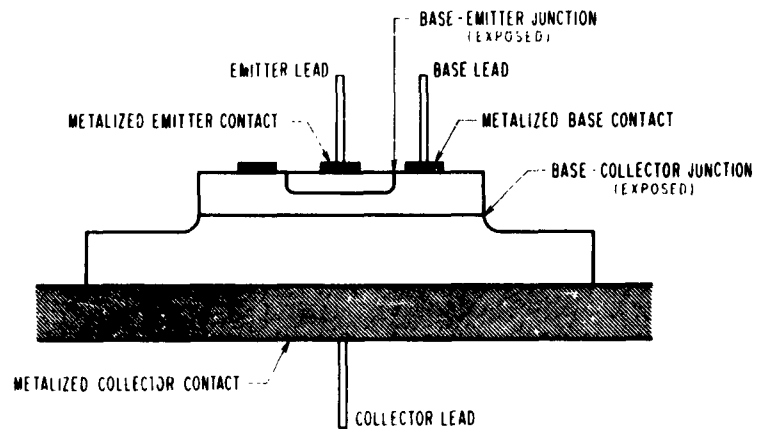 BASE-EMITTER JUNCTION
(EXPOSED)
EMITTER LEAD
BASE LEAD
METALIZED EMITTER CONTACT
METALIZED BASE CONTACT
BASE-COLLECTOR JUNCTION
(EXPOSED)
METALIZED COLLECTOR CONTACT
COLLECTOR LEAD